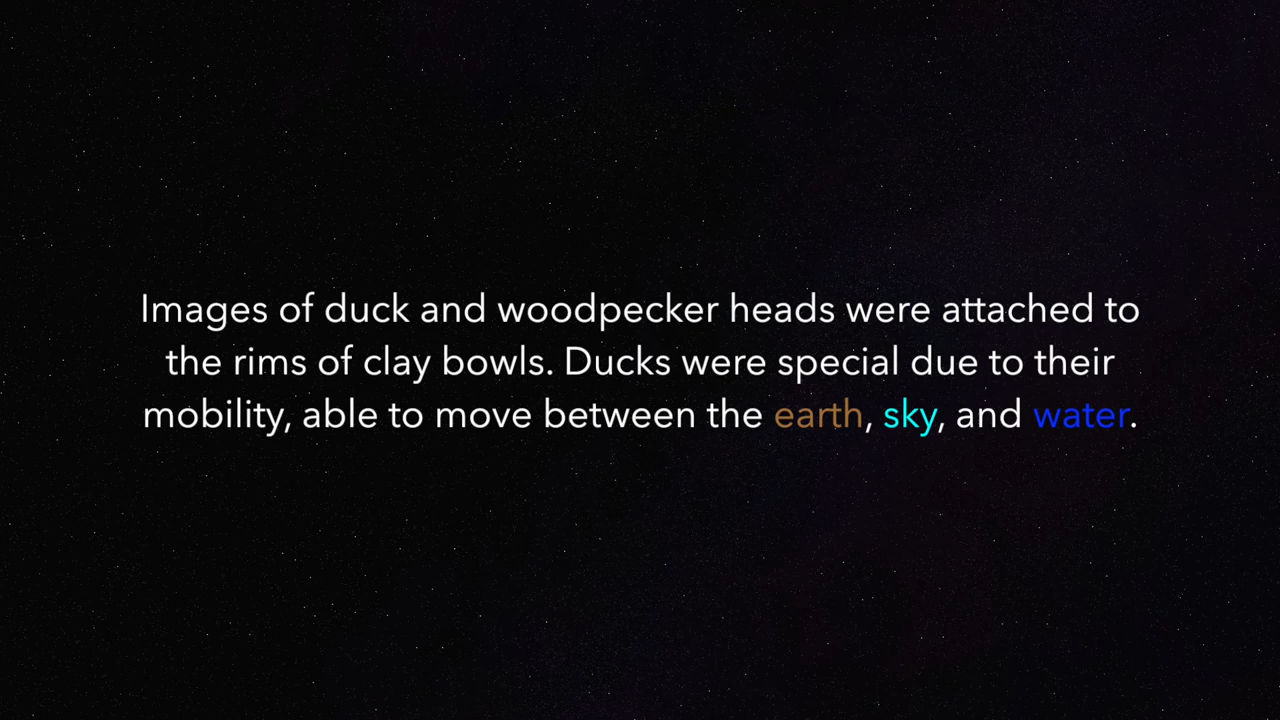 Images of duck and woodpecker heads were attached to
the rims of clay bowls. Ducks were special due to their
mobility, able to move between the earth, sky, and water.